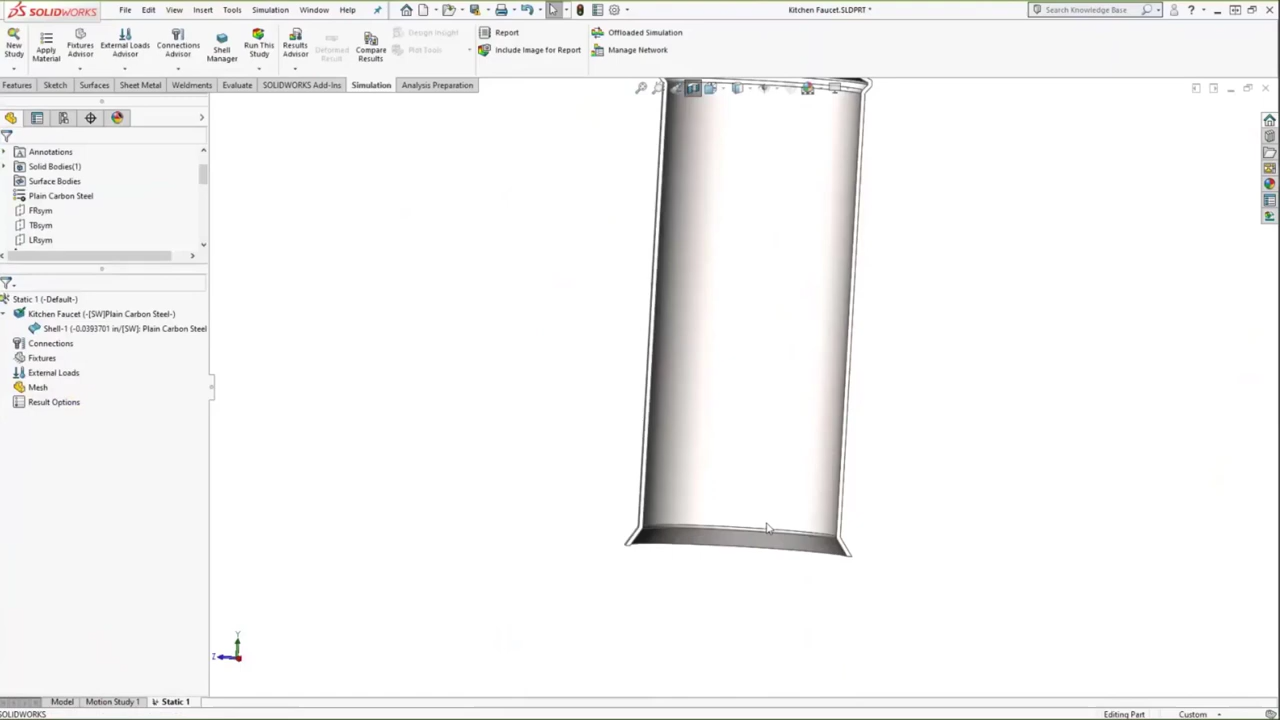 SOLIDWORKS
File Edit View Insert Tools Simulation Window Help
Kitchen Faucet.SLDPRT *
Search Knowledge Base
New Study
Apply Material
Fixtures Advisor
External Loads Advisor
Connections Advisor
Shell Manager
Run This Study
Results Advisor
Deformed Result
Compare Results
Design Insight
Plot Tools
Report
Include Image for Report
Offloaded Simulation
Manage Network
Features Sketch Surfaces Sheet Metal Weldments Evaluate SOLIDWORKS Add-Ins Simulation Analysis Preparation
Annotations
Solid Bodies(1)
Surface Bodies
Plain Carbon Steel
FRsym
TBsym
LRsym
Static 1 (-Default-)
Kitchen Faucet (-[SW]Plain Carbon Steel-)
Shell-1 (-0.0393701 in/[SW]: Plain Carbon Steel
Connections
Fixtures
External Loads
Mesh
Result Options
Y
Z
Model Motion Study 1 Static 1
SOLIDWORKS
Editing Part
Custom